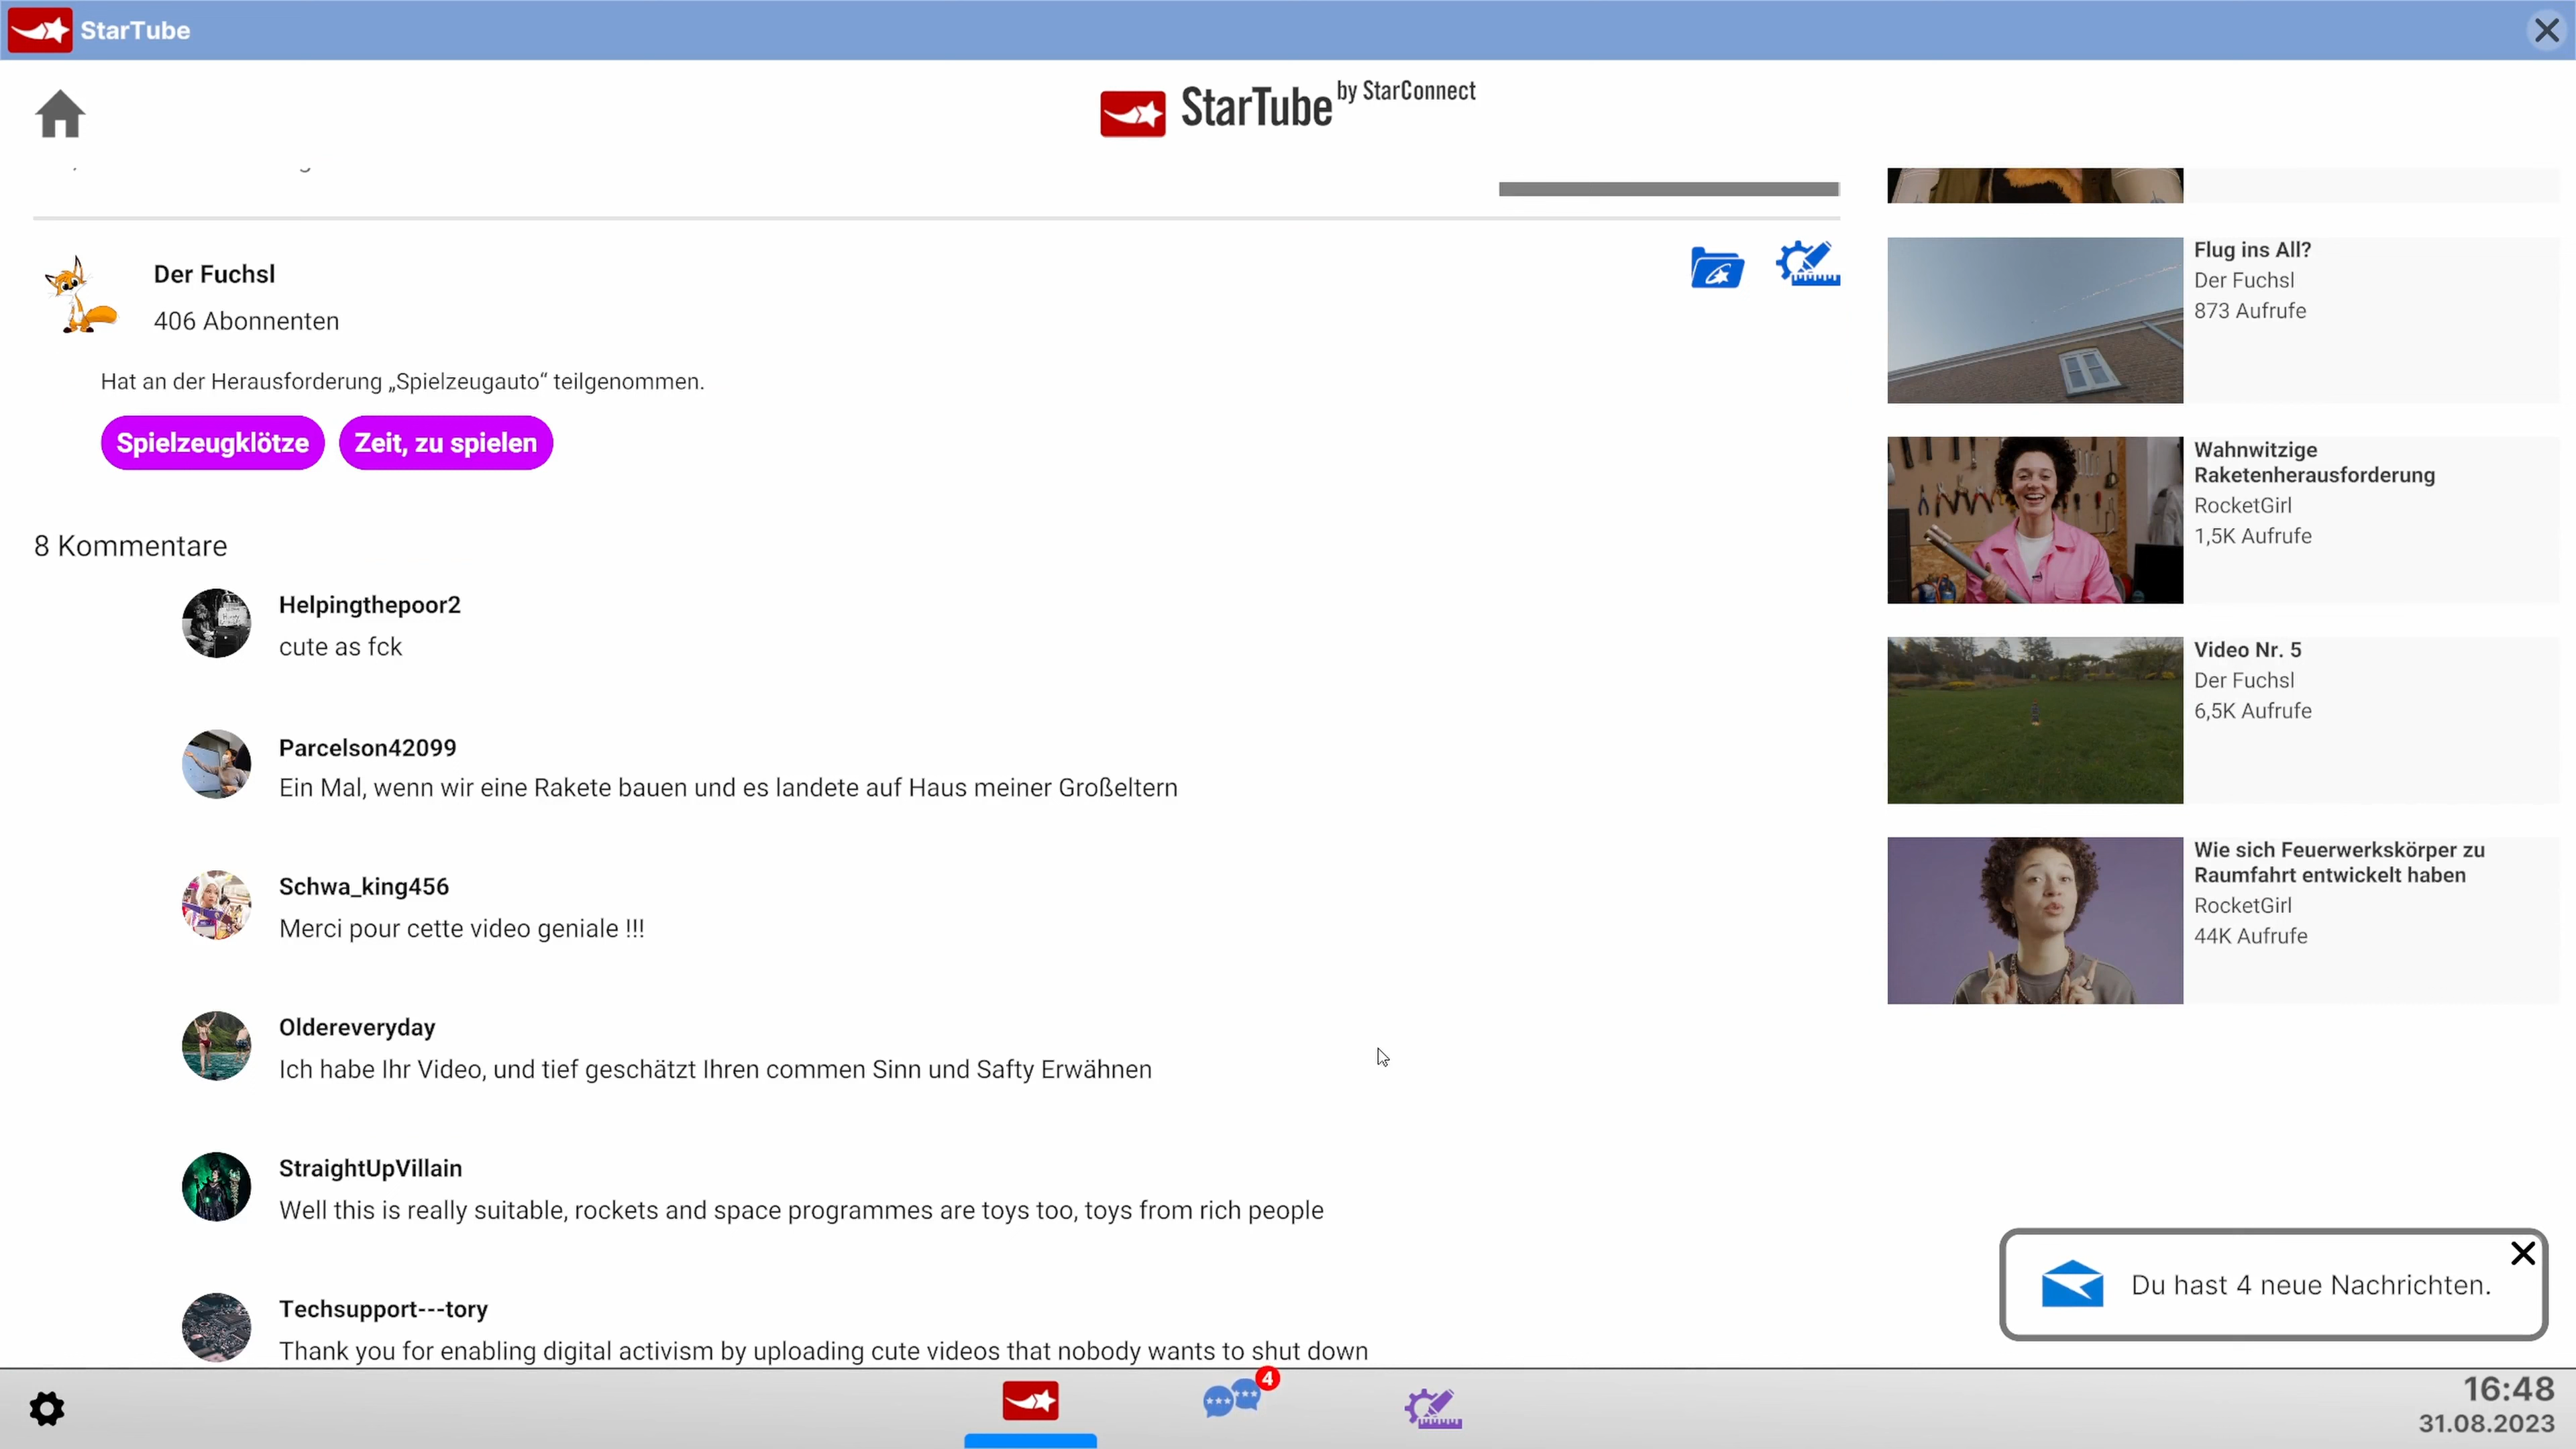 StarTube
StarTube by StarConnect
Der Fuchsl
406 Abonnenten
Hat an der Herausforderung „Spielzeugauto“ teilgenommen.
Spielzeugklötze
Zeit, zu spielen
8 Kommentare
Helpingthepoor2
cute as fck
Parcelson42099
Ein Mal, wenn wir eine Rakete bauen und es landete auf Haus meiner Großeltern
Schwa_king456
Merci pour cette video geniale !!!
Oldereveryday
Ich habe Ihr Video, und tief geschätzt Ihren commen Sinn und Safty Erwähnen
StraightUpVillain
Well this is really suitable, rockets and space programmes are toys too, toys from rich people
Techsupport---tory
Thank you for enabling digital activism by uploading cute videos that nobody wants to shut down
Flug ins All?
Der Fuchsl
873 Aufrufe
Wahnwitzige
Raketenherausforderung
RocketGirl
1,5K Aufrufe
Video Nr. 5
Der Fuchsl
6,5K Aufrufe
Wie sich Feuerwerkskörper zu
Raumfahrt entwickelt haben
RocketGirl
44K Aufrufe
Du hast 4 neue Nachrichten.
4
16:48
31.08.2023